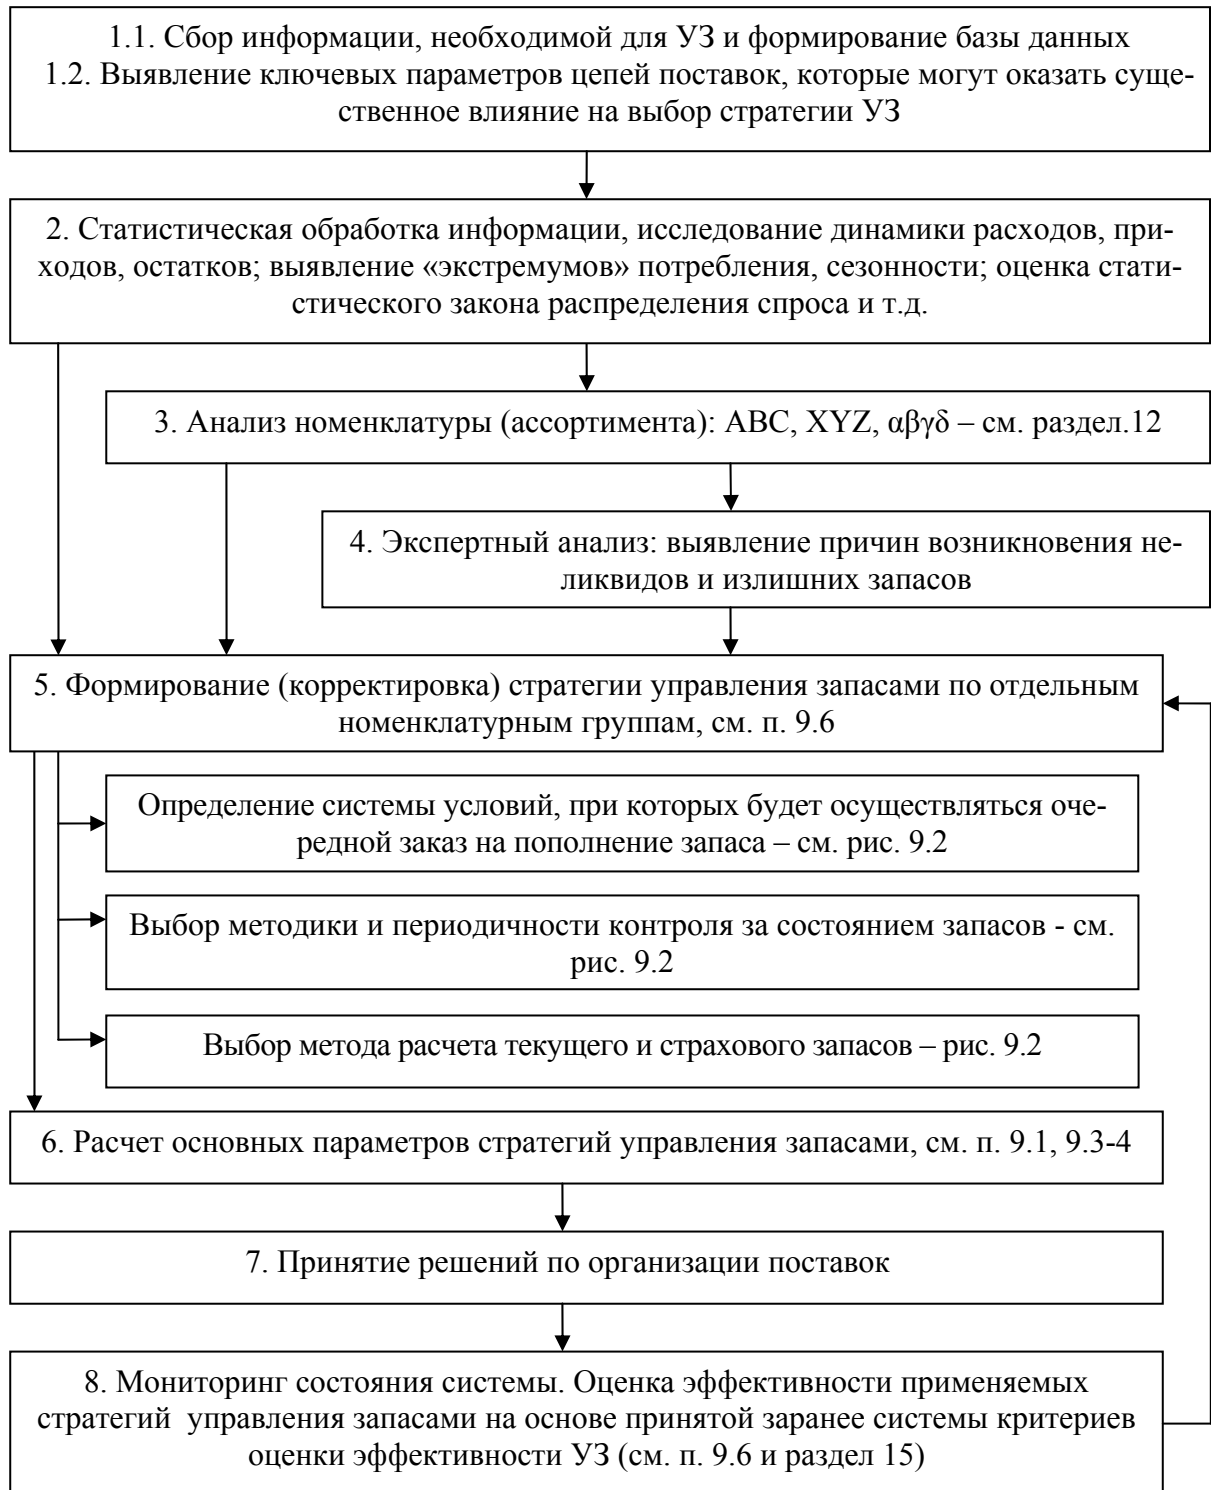 1.1. Сбор информации, необходимой для УЗ и формирование базы данных
1.2. Выявление ключевых параметров цепей поставок, которые могут оказать суще-
ственное влияние на выбор стратегии УЗ
2. Статистическая обработка информации, исследование динамики расходов, при-
ходов, остатков; выявление «экстремумов» потребления, сезонности; оценка стати-
стического закона распределения спроса и т.д.
3. Анализ номенклатуры (ассортимента): ABC, XYZ, αβγδ – см. раздел.12
4. Экспертный анализ: выявление причин возникновения не-
ликвидов и излишних запасов
5. Формирование (корректировка) стратегии управления запасами по отдельным
номенклатурным группам, см. п. 9.6
Определение системы условий, при которых будет осуществляться оче-
редной заказ на пополнение запаса – см. рис. 9.2
Выбор методики и периодичности контроля за состоянием запасов - см.
рис. 9.2
Выбор метода расчета текущего и страхового запасов – рис. 9.2
6. Расчет основных параметров стратегий управления запасами, см. п. 9.1, 9.3-4
7. Принятие решений по организации поставок
8. Мониторинг состояния системы. Оценка эффективности применяемых
стратегий  управления запасами на основе принятой заранее системы критериев
оценки эффективности УЗ (см. п. 9.6 и раздел 15)